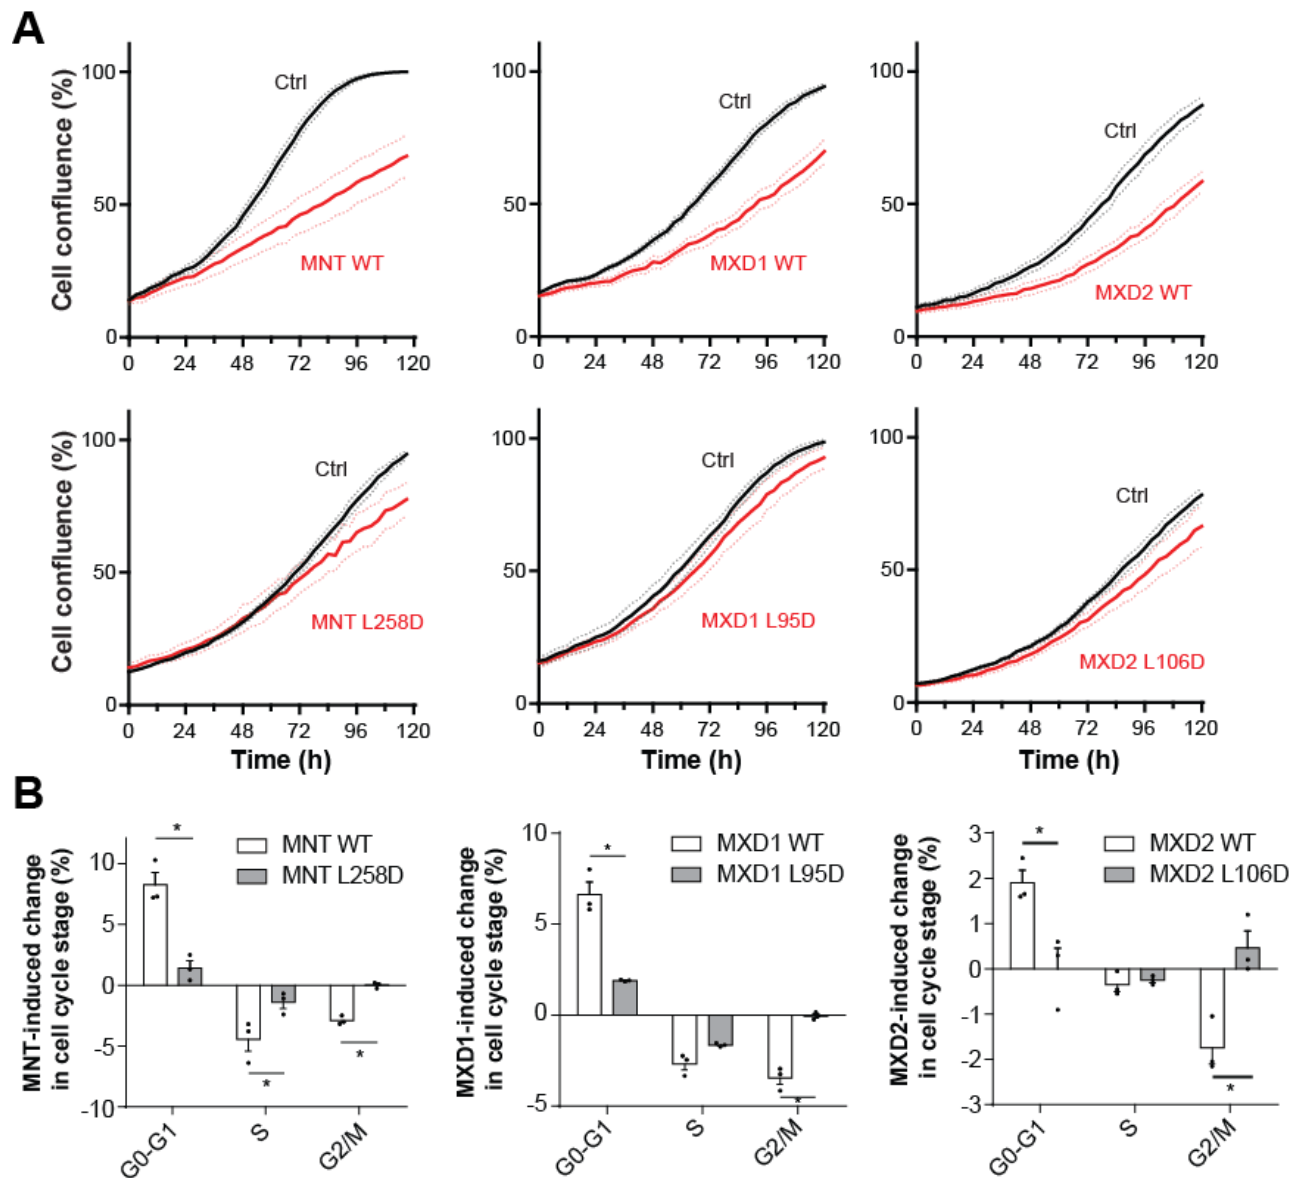 A
Cell confluence (%)
100
50
0
Ctrl
MNT WT
0 24 48 72 96 120
100
50
0
Ctrl
MXD1 WT
0 24 48 72 96 120
100
50
0
Ctrl
MXD2 WT
0 24 48 72 96 120
Cell confluence (%)
100
50
0
Ctrl
MNT L258D
0 24 48 72 96 120
Time (h)
100
50
0
Ctrl
MXD1 L95D
0 24 48 72 96 120
Time (h)
100
50
0
Ctrl
MXD2 L106D
0 24 48 72 96 120
Time (h)
B
MNT-induced change
in cell cycle stage (%)
10
5
0
-5
-10
*
*
*
MNT WT
MNT L258D
G0-G1 S G2/M
MXD1-induced change
in cell cycle stage (%)
10
5
0
-5
*
*
MXD1 WT
MXD1 L95D
G0-G1 S G2/M
MXD2-induced change
in cell cycle stage (%)
3
2
1
0
-1
-2
-3
*
*
MXD2 WT
MXD2 L106D
G0-G1 S G2/M